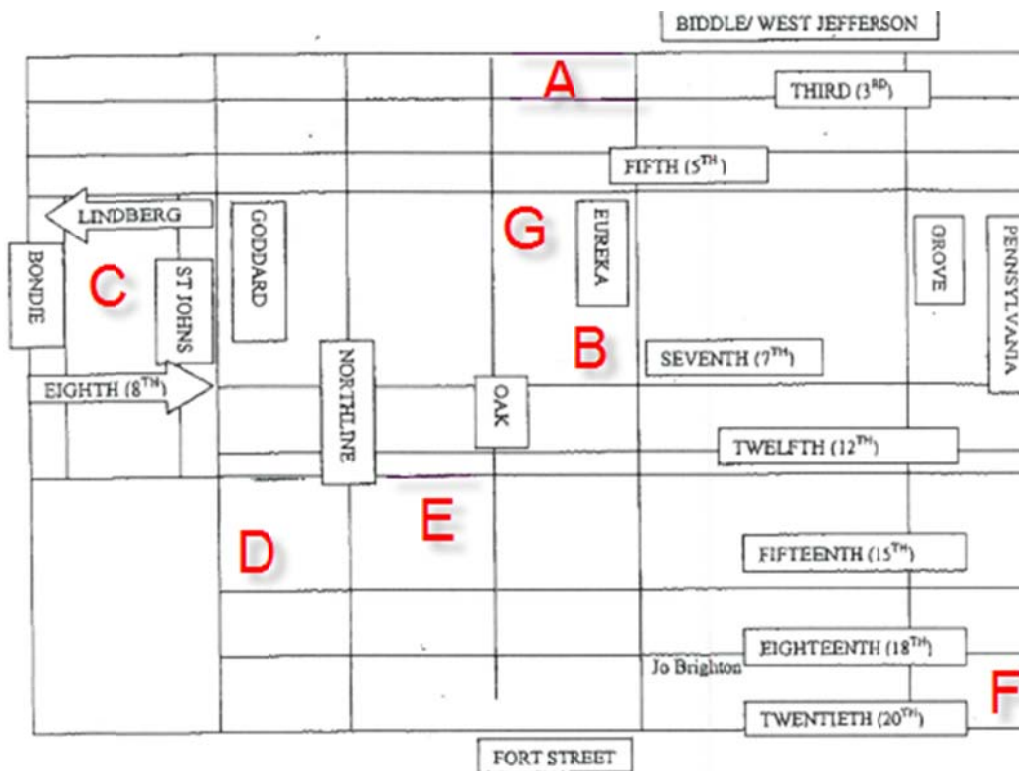 BIDDLE/ WEST JEFFERSON
A
THIRD (3RD)
FIFTH (5TH)
LINDBERG
GODDARD
G
EUREKA
GROVE
PENNSYLVANIA
BONDIE
C
ST JOHNS
B
SEVENTH (7TH)
NORTHLINE
EIGHTH (8TH)
OAK
TWELFTH (12TH)
D
E
FIFTEENTH (15TH)
EIGHTEENTH (18TH)
Jo Brighton
F
TWENTIETH (20TH)
FORT STREET